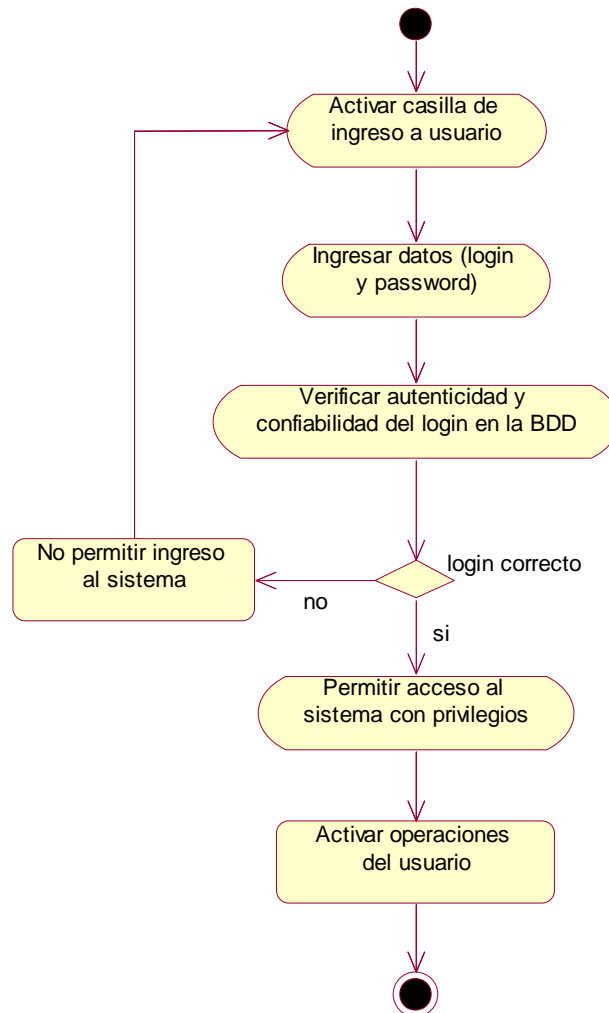 Activar casilla de
ingreso a usuario
Ingresar datos (login
y password)
Verificar autenticidad y
confiabilidad del login en la BDD
No permitir ingreso
al sistema
login correcto
no
si
Permitir acceso al
sistema con privilegios
Activar operaciones
del usuario